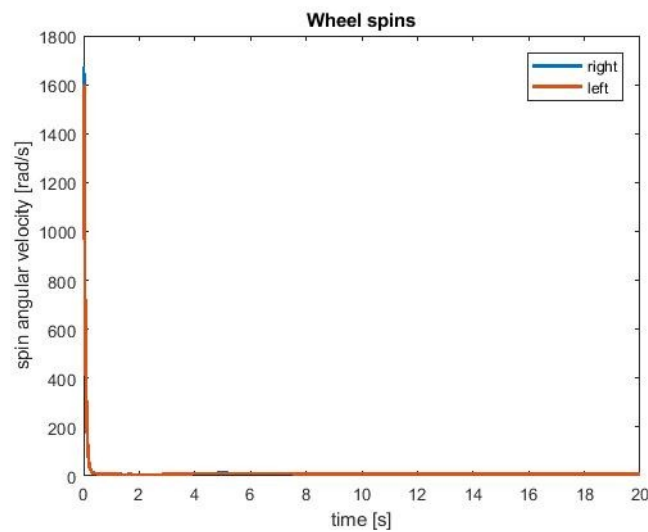 Wheel spins
1800
1600
1400
1200
1000
800
600
400
200
0
spin angular velocity [rad/s]
right
left
0 2 4 6 8 10 12 14 16 18 20
time [s]